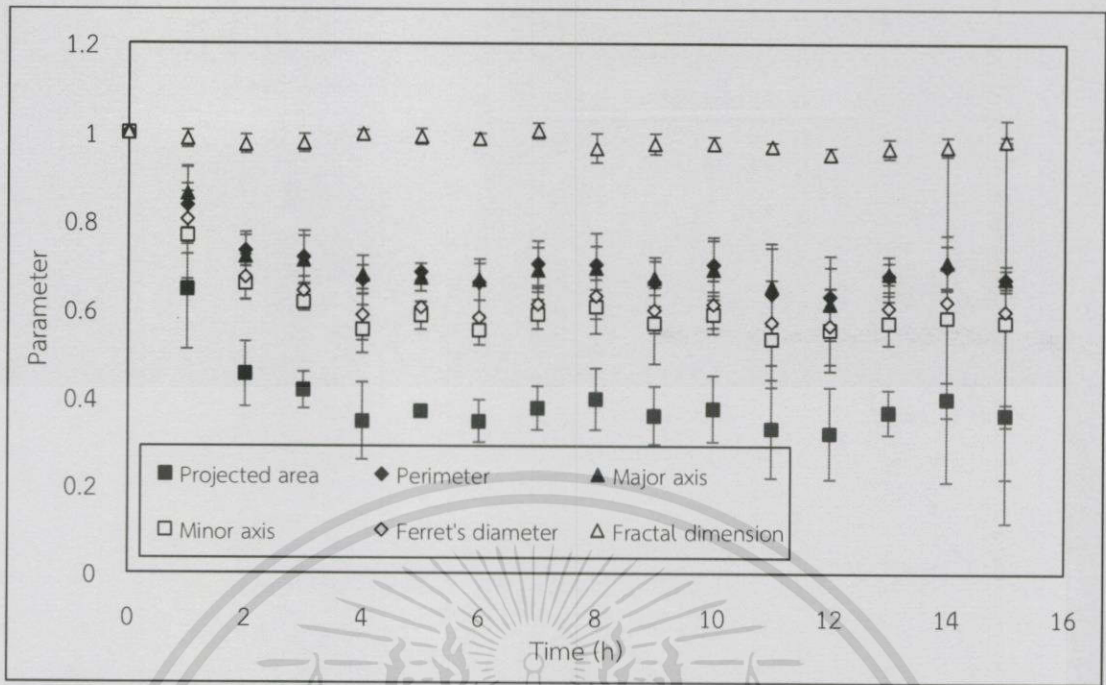 1.2
1
0.8
0.6
0.4
0.2
0
Parameter
Projected area Perimeter Major axis
Minor axis Ferret's diameter Fractal dimension
0 2 4 6 8 10 12 14 16
Time (h)